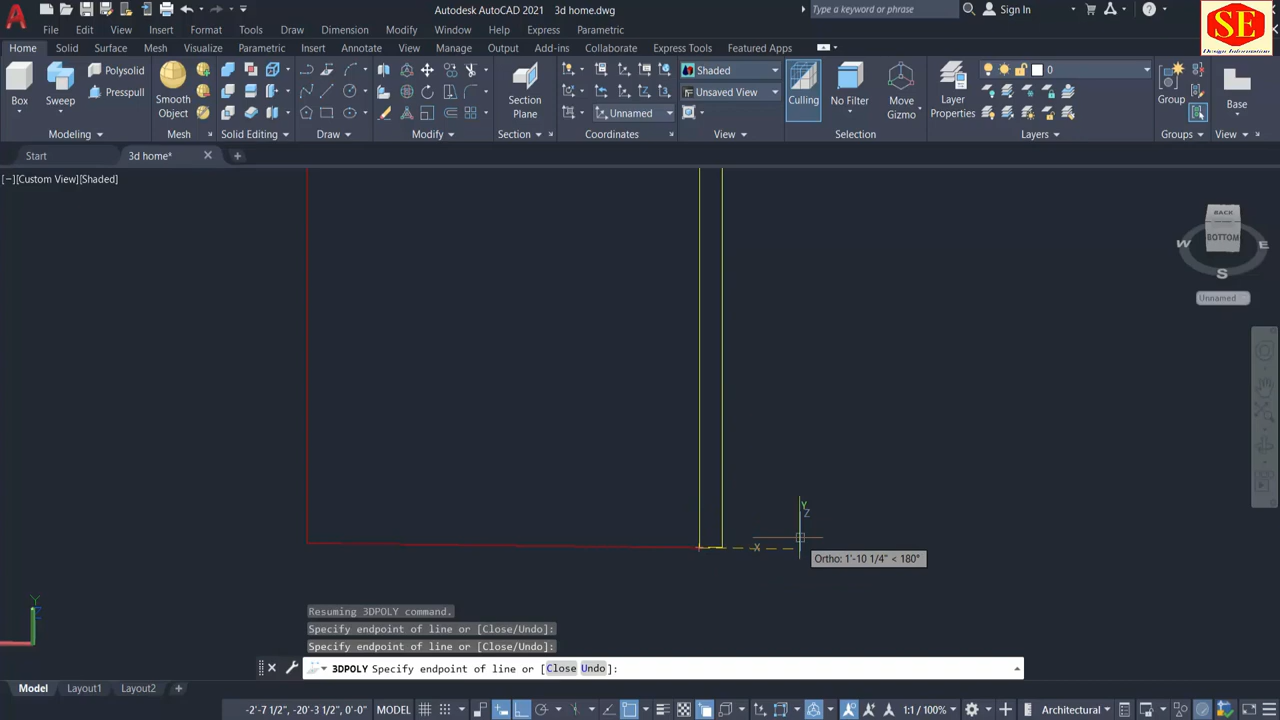 Autodesk AutoCAD 2021 3d home.dwg
Type a keyword or phrase
Sign In
SE
Design Information
File Edit View Insert Format Tools Draw Dimension Modify Window Help Express Parametric
Home Solid Surface Mesh Visualize Parametric Insert Annotate View Manage Output Add-ins Collaborate Express Tools Featured Apps
Box
Sweep
Polysolid
Presspull
Smooth
Object
Section
Plane
Unnamed
Shaded
Unsaved View
Culling
No Filter
Move
Gizmo
Layer
Properties
0
Group
Base
Modeling Mesh Solid Editing Draw Modify Section Coordinates View Selection Layers Groups View
Start 3d home*
[−][Custom View][Shaded]
BACK
BOTTOM
W E
S
Unnamed
Y
Z
X
Ortho: 1'-10 1/4" < 180°
Y
Resuming 3DPOLY command.
Specify endpoint of line or [Close/Undo]:
Specify endpoint of line or [Close/Undo]:
3DPOLY Specify endpoint of line or [Close Undo]:
Model Layout1 Layout2
-2'-7 1/2", -20'-3 1/2", 0'-0" MODEL 1:1 / 100% Architectural